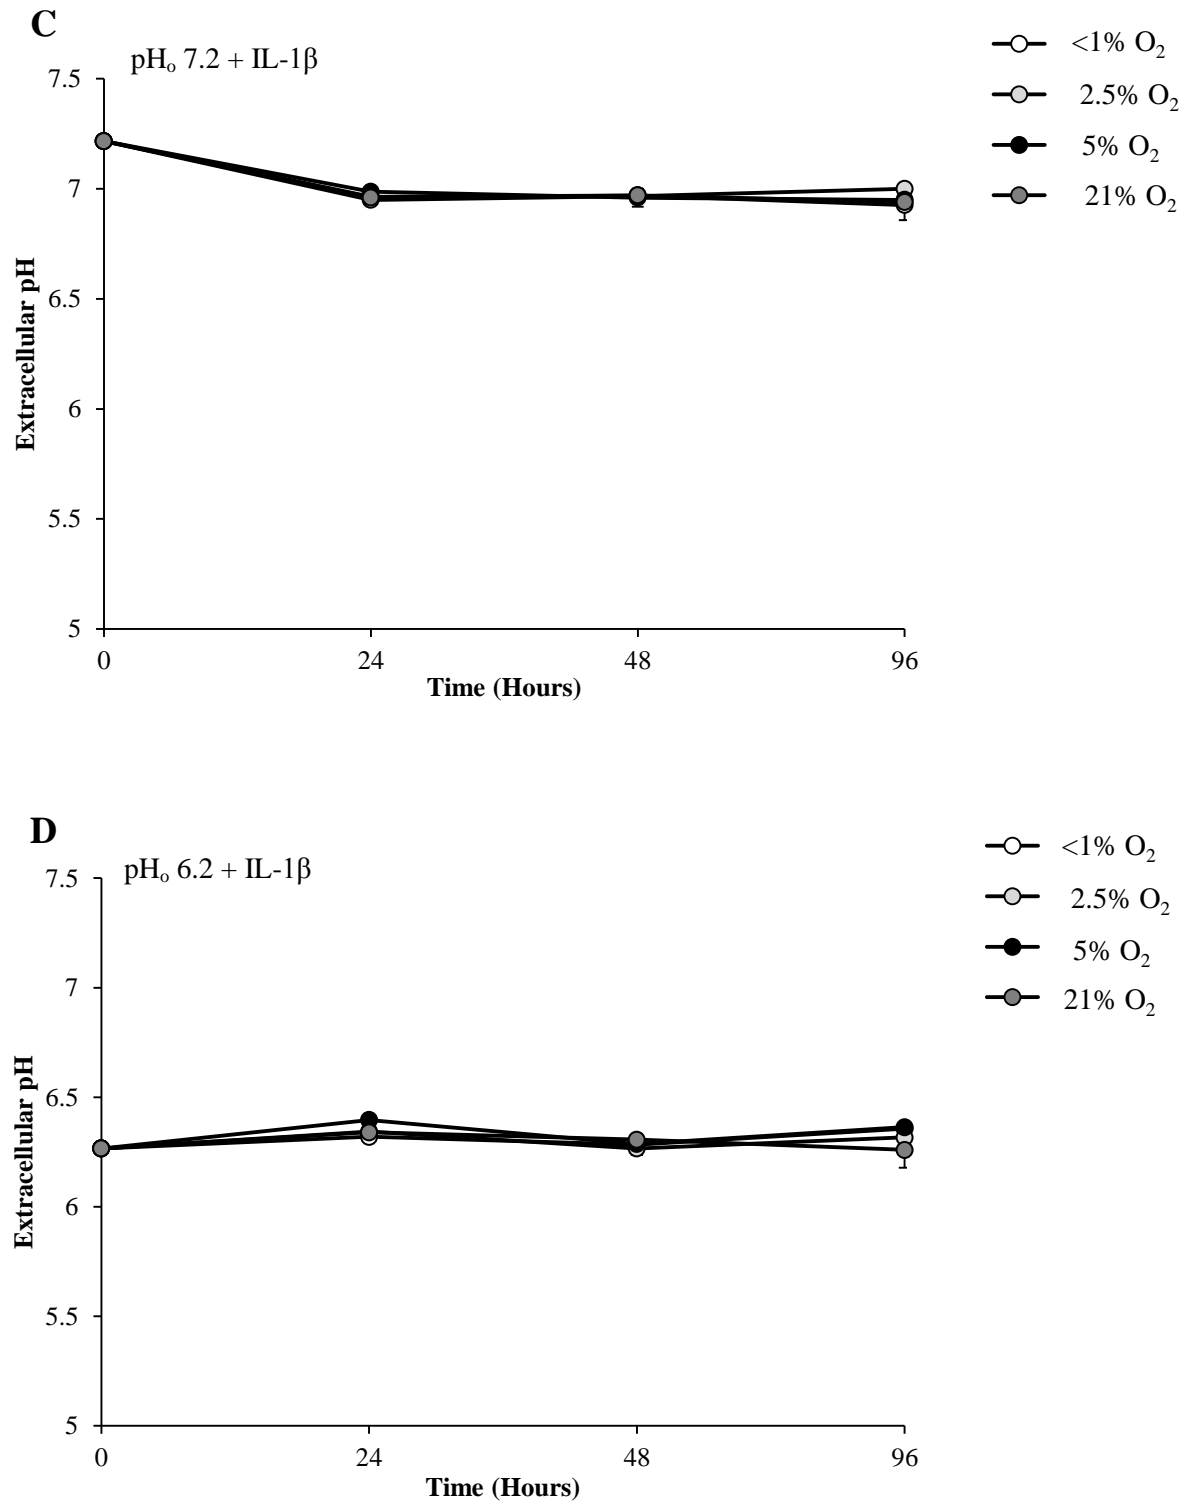 C
pHₒ 7.2 + IL-1β
<1% O₂
2.5% O₂
5% O₂
21% O₂
7.5
7
6.5
6
5.5
5
Extracellular pH
0 24 48 96
Time (Hours)
D
pHₒ 6.2 + IL-1β
<1% O₂
2.5% O₂
5% O₂
21% O₂
7.5
7
6.5
6
5.5
5
Extracellular pH
0 24 48 96
Time (Hours)